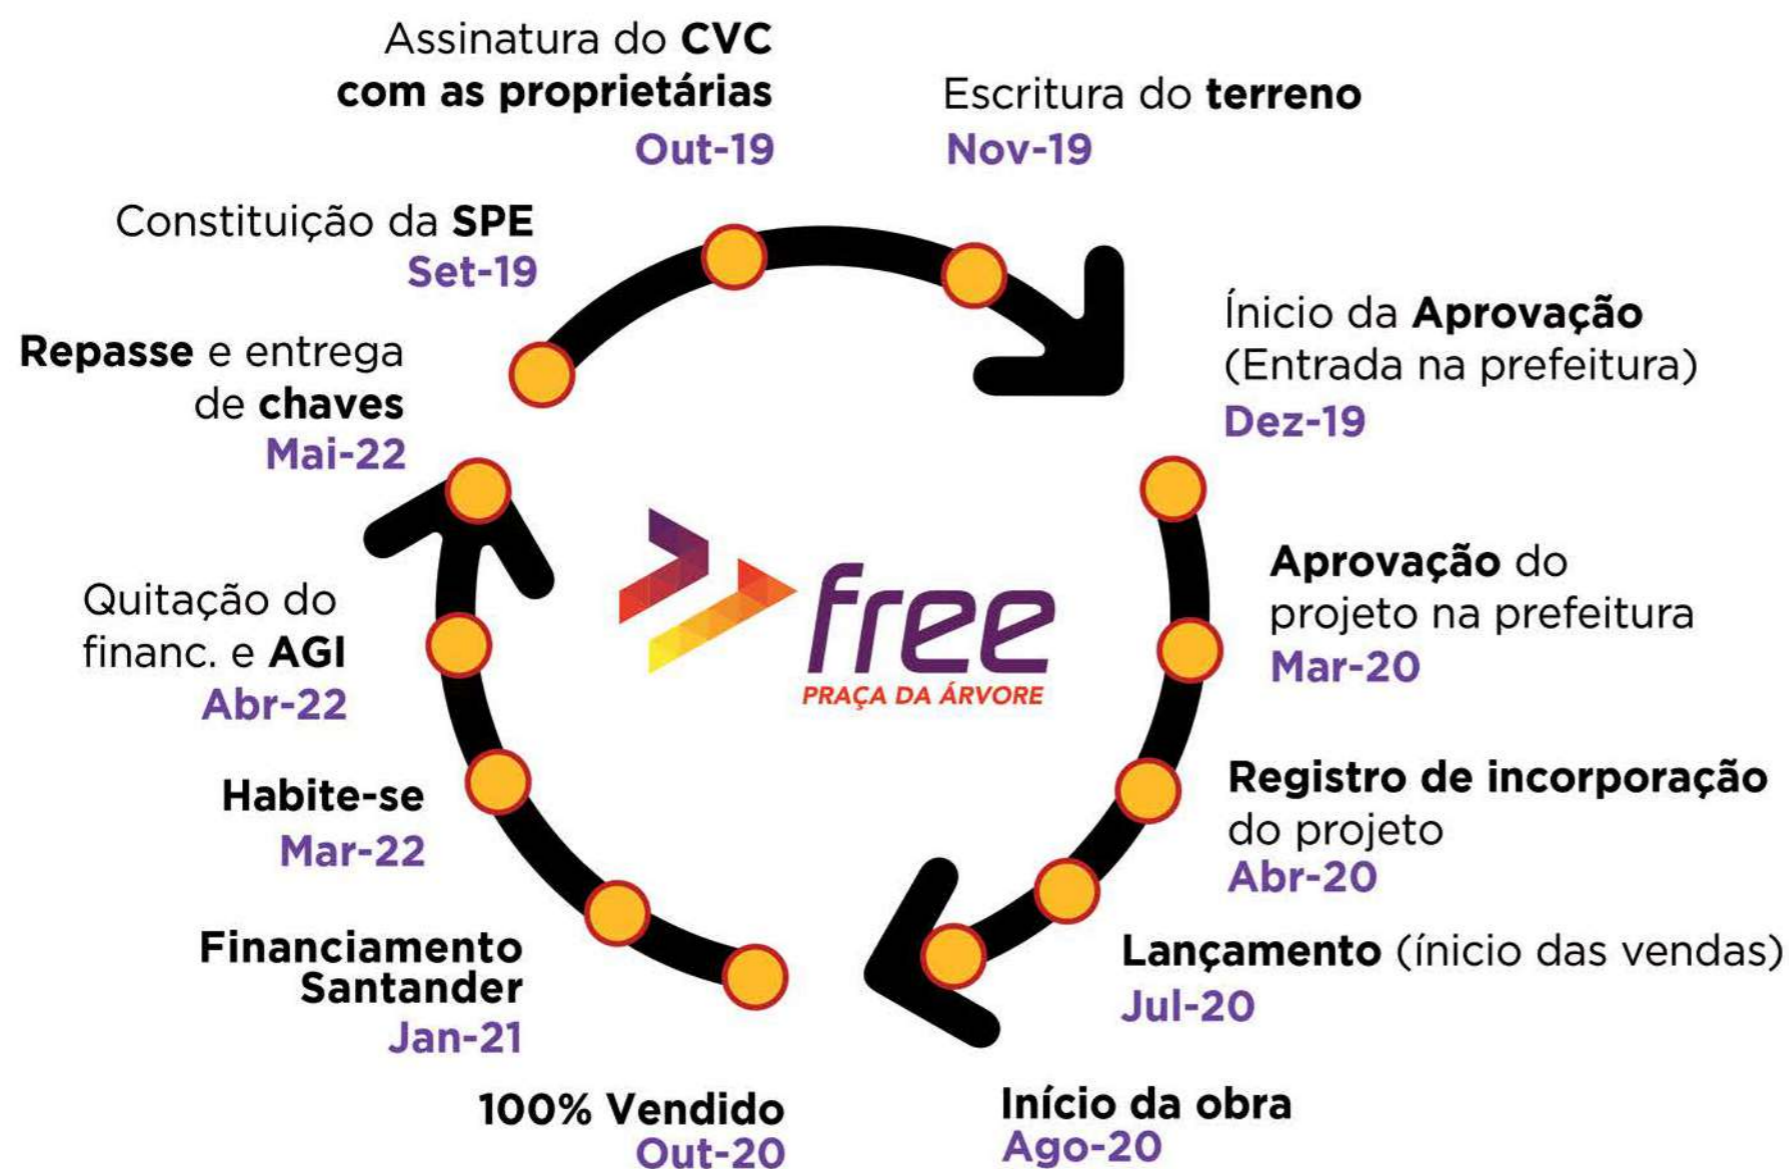 Assinatura do CVC
com as proprietárias
Out-19
Escritura do terreno
Nov-19
Constituição da SPE
Set-19
Ínicio da Aprovação
(Entrada na prefeitura)
Dez-19
Repasse e entrega
de chaves
Mai-22
Aprovação do
projeto na prefeitura
Mar-20
free
PRAÇA DA ÁRVORE
Quitação do
financ. e AGI
Abr-22
Registro de incorporação
do projeto
Abr-20
Habite-se
Mar-22
Lançamento (ínicio das vendas)
Jul-20
Financiamento
Santander
Jan-21
Início da obra
Ago-20
100% Vendido
Out-20